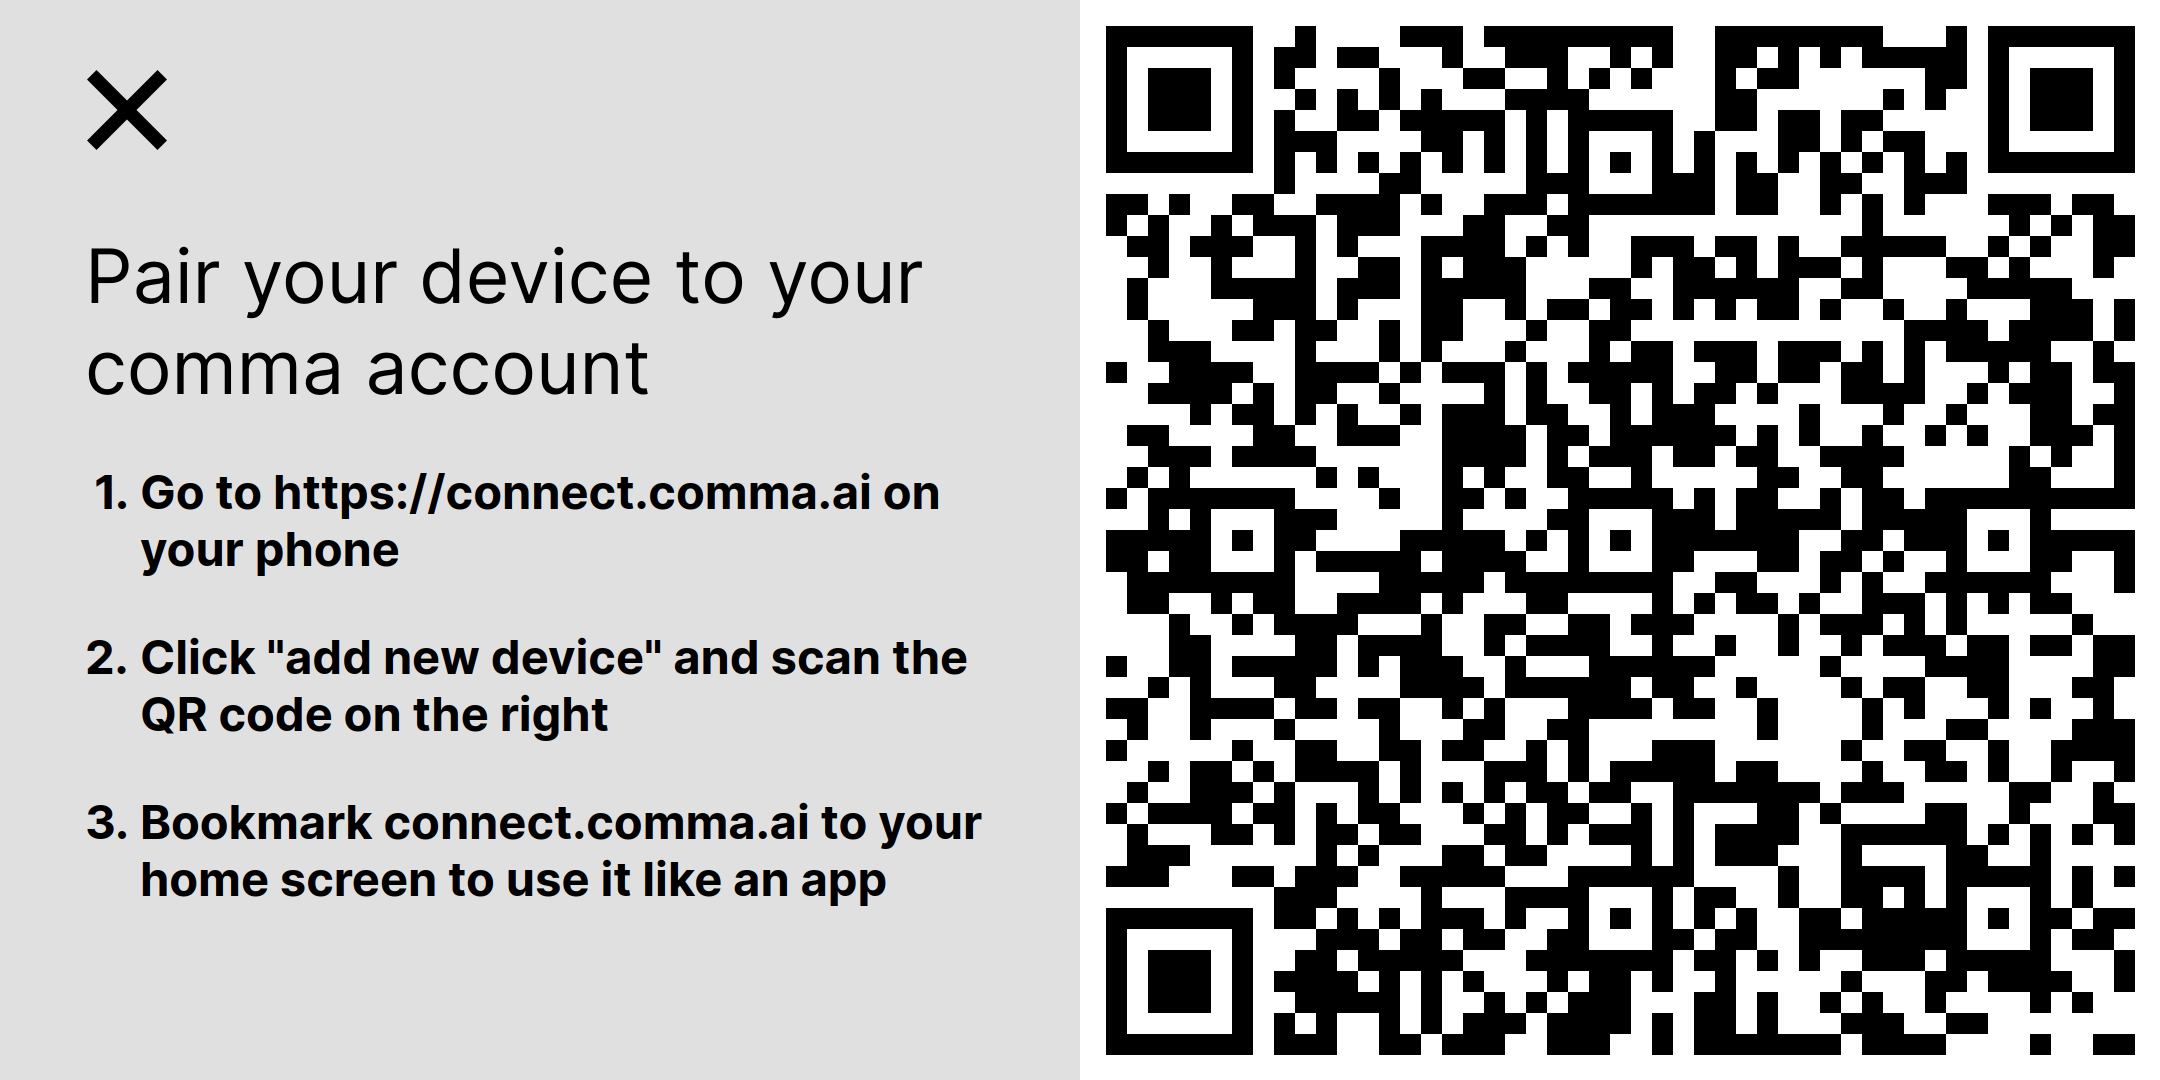 Pair your device to your
comma account
1. Go to https://connect.comma.ai on
your phone
2. Click "add new device" and scan the
QR code on the right
3. Bookmark connect.comma.ai to your
home screen to use it like an app